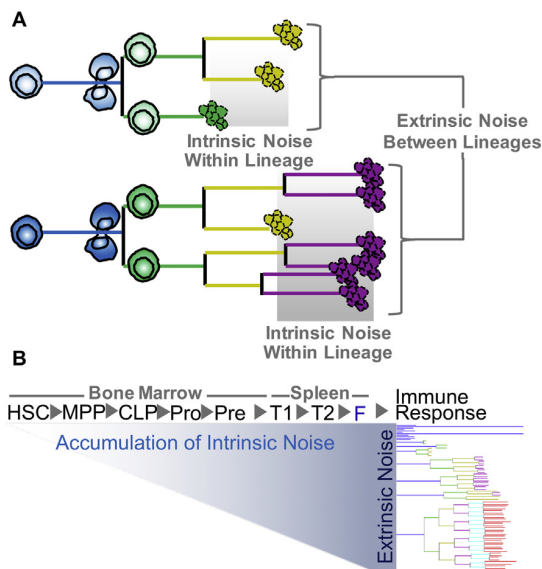 A
Intrinsic Noise
Within Lineage
Extrinsic Noise
Between Lineages
Intrinsic Noise
Within Lineage
B
Bone Marrow Spleen
HSC MPP CLP Pro Pre T1 T2 F
Immune
Response
Accumulation of Intrinsic Noise
Extrinsic Noise